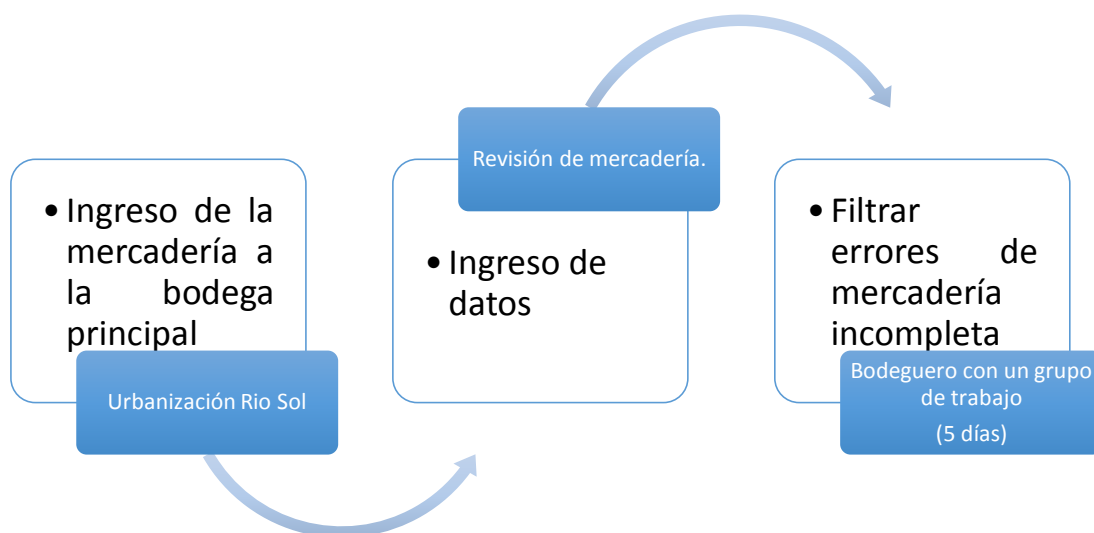 • Ingreso de la
mercadería a
la bodega
principal
Urbanización Rio Sol
Revisión de mercadería.
• Ingreso de
datos
• Filtrar
errores de
mercadería
incompleta
Bodeguero con un grupo
de trabajo
(5 días)